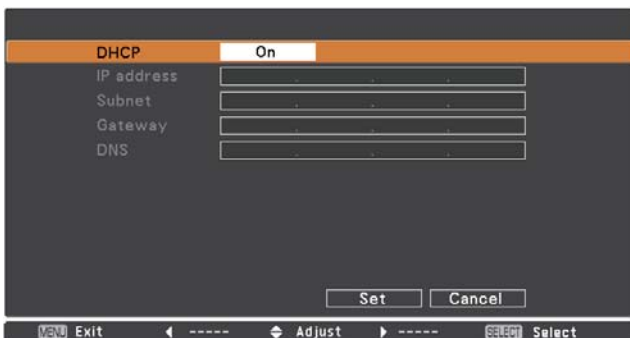 DHCP On
IP address . . .
Subnet . . .
Gateway . . .
DNS . . .
Set Cancel
MENU Exit ◀ ----- Adjust ▶ ----- SELECT Select